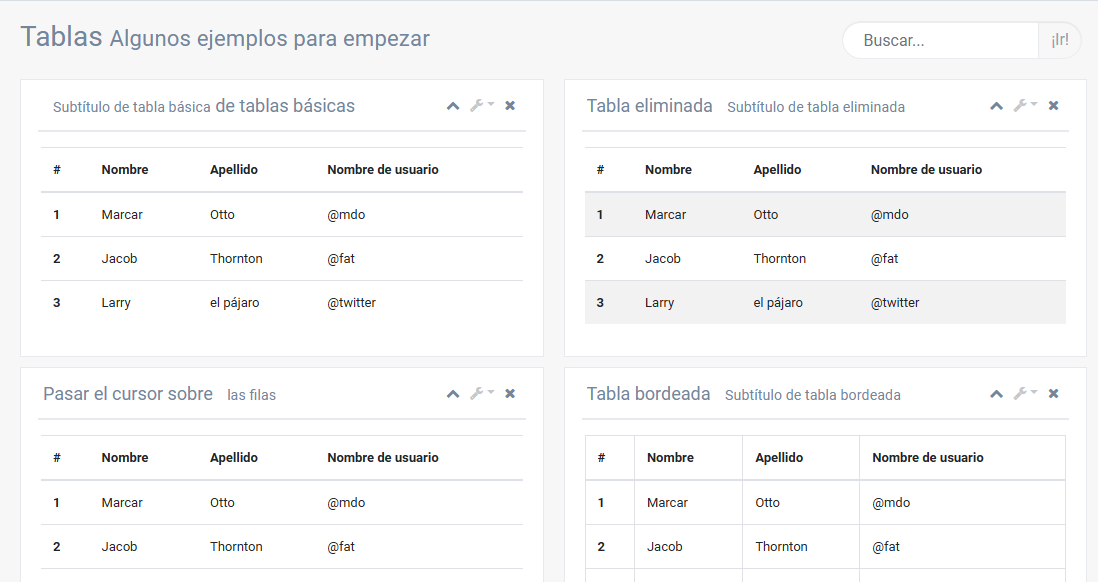 Tablas Algunos ejemplos para empezar
Buscar...
¡Ir!
Subtítulo de tabla básica de tablas básicas
# Nombre Apellido Nombre de usuario
1 Marcar Otto @mdo
2 Jacob Thornton @fat
3 Larry el pájaro @twitter
Tabla eliminada Subtítulo de tabla eliminada
# Nombre Apellido Nombre de usuario
1 Marcar Otto @mdo
2 Jacob Thornton @fat
3 Larry el pájaro @twitter
Pasar el cursor sobre las filas
# Nombre Apellido Nombre de usuario
1 Marcar Otto @mdo
2 Jacob Thornton @fat
Tabla bordeada Subtítulo de tabla bordeada
# Nombre Apellido Nombre de usuario
1 Marcar Otto @mdo
2 Jacob Thornton @fat